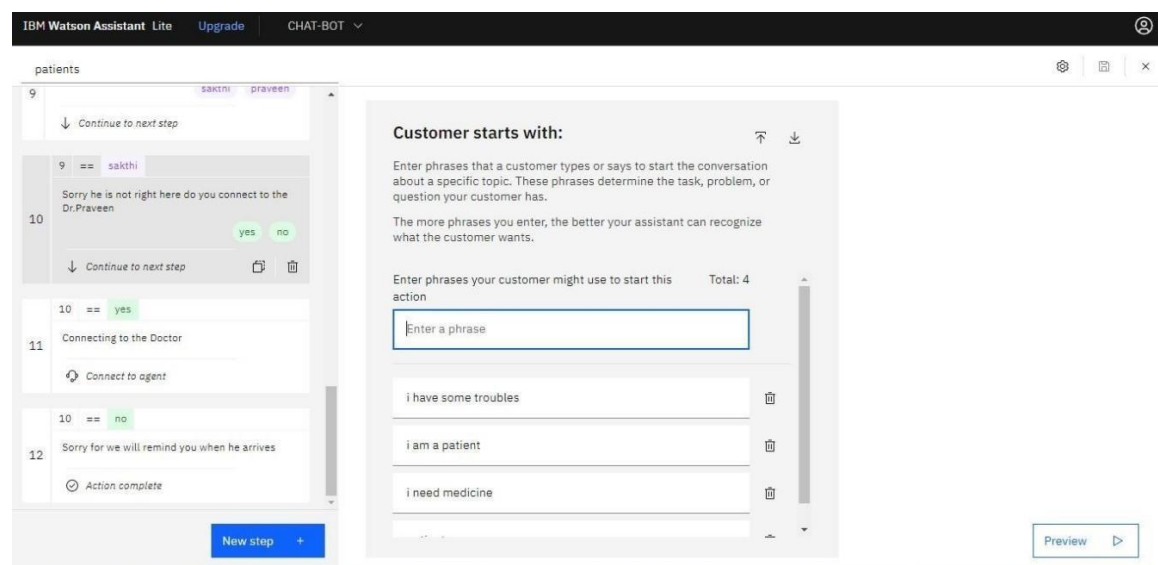 IBM Watson Assistant Lite Upgrade CHAT-BOT
patients
9
sakthi praveen
Continue to next step
9 == sakthi
Sorry he is not right here do you connect to the
Dr.Praveen
10
yes no
Continue to next step
10 == yes
Connecting to the Doctor
11
Connect to agent
10 == no
Sorry for we will remind you when he arrives
12
Action complete
New step +
Customer starts with:
Enter phrases that a customer types or says to start the conversation
about a specific topic. These phrases determine the task, problem, or
question your customer has.
The more phrases you enter, the better your assistant can recognize
what the customer wants.
Enter phrases your customer might use to start this Total: 4
action
Enter a phrase
i have some troubles
i am a patient
i need medicine
Preview